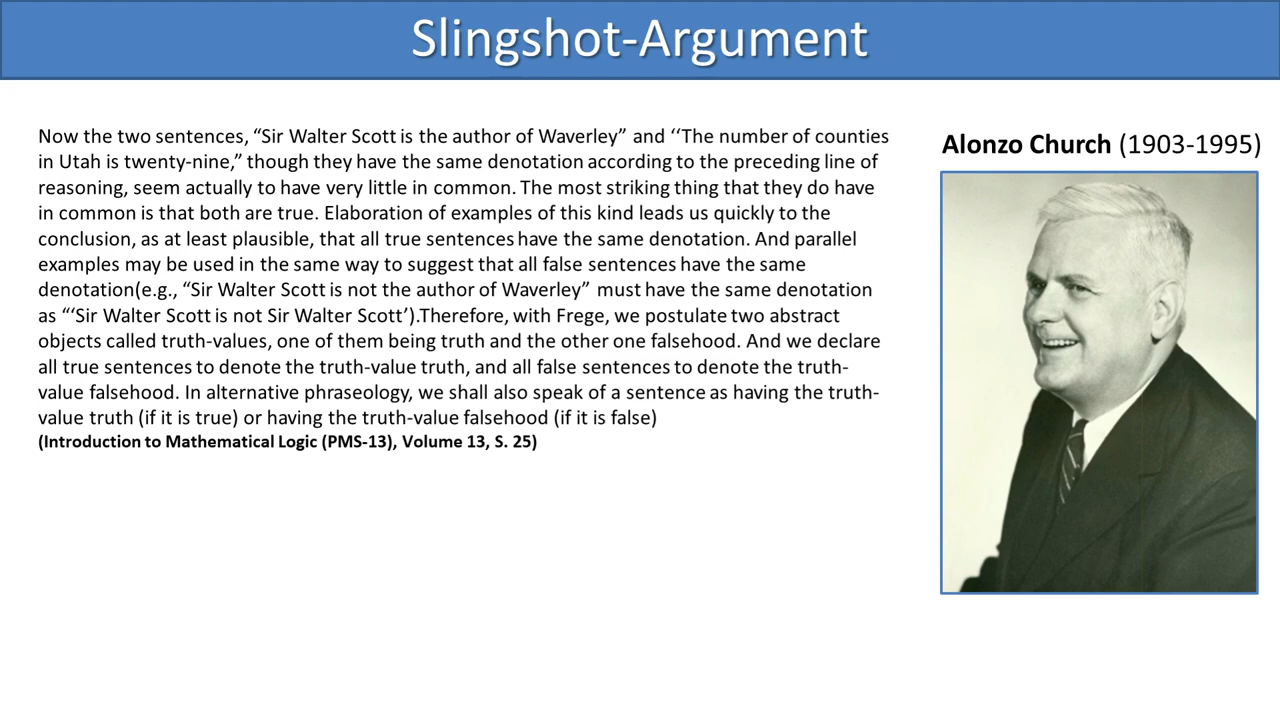 Slingshot-Argument
Now the two sentences, “Sir Walter Scott is the author of Waverley” and ‘‘The number of counties
in Utah is twenty-nine,” though they have the same denotation according to the preceding line of
reasoning, seem actually to have very little in common. The most striking thing that they do have
in common is that both are true. Elaboration of examples of this kind leads us quickly to the
conclusion, as at least plausible, that all true sentences have the same denotation. And parallel
examples may be used in the same way to suggest that all false sentences have the same
denotation(e.g., “Sir Walter Scott is not the author of Waverley” must have the same denotation
as “‘Sir Walter Scott is not Sir Walter Scott’).Therefore, with Frege, we postulate two abstract
objects called truth-values, one of them being truth and the other one falsehood. And we declare
all true sentences to denote the truth-value truth, and all false sentences to denote the truth-
value falsehood. In alternative phraseology, we shall also speak of a sentence as having the truth-
value truth (if it is true) or having the truth-value falsehood (if it is false)
(Introduction to Mathematical Logic (PMS-13), Volume 13, S. 25)
Alonzo Church (1903-1995)